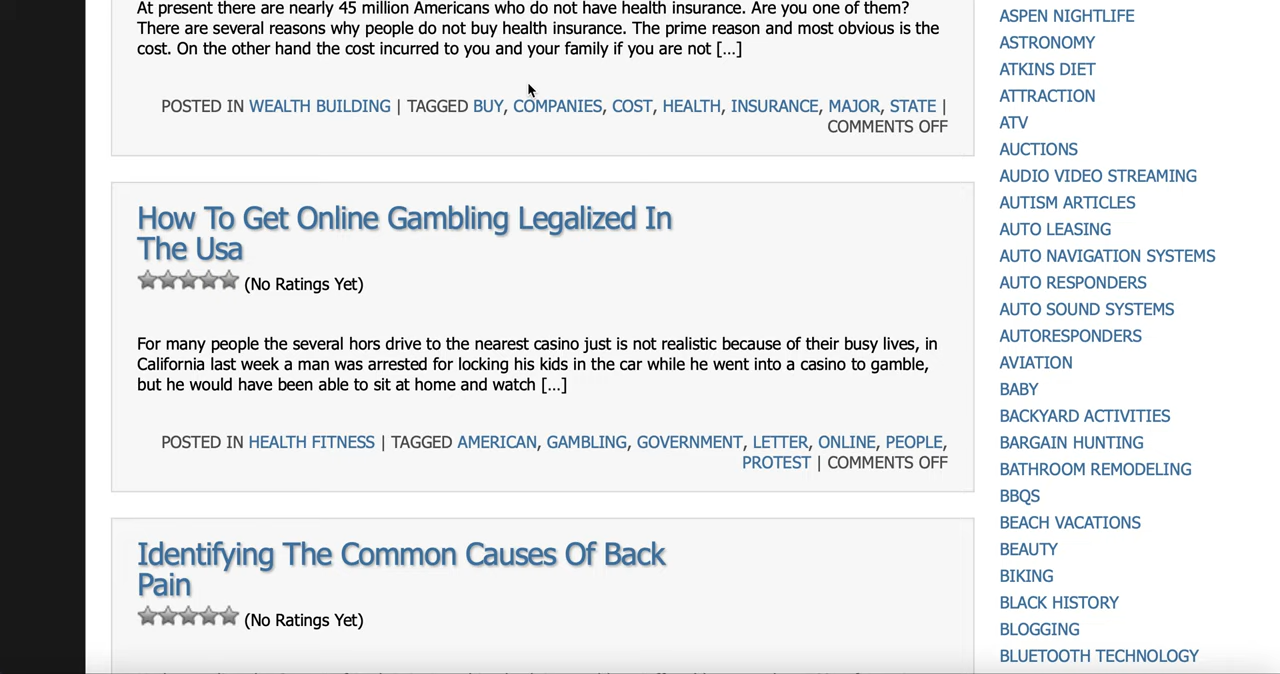 At present there are nearly 45 million Americans who do not have health insurance. Are you one of them?
There are several reasons why people do not buy health insurance. The prime reason and most obvious is the
cost. On the other hand the cost incurred to you and your family if you are not [...]
POSTED IN WEALTH BUILDING | TAGGED BUY, COMPANIES, COST, HEALTH, INSURANCE, MAJOR, STATE |
COMMENTS OFF
How To Get Online Gambling Legalized In
The Usa
(No Ratings Yet)
For many people the several hors drive to the nearest casino just is not realistic because of their busy lives, in
California last week a man was arrested for locking his kids in the car while he went into a casino to gamble,
but he would have been able to sit at home and watch [...]
POSTED IN HEALTH FITNESS | TAGGED AMERICAN, GAMBLING, GOVERNMENT, LETTER, ONLINE, PEOPLE,
PROTEST | COMMENTS OFF
Identifying The Common Causes Of Back
Pain
(No Ratings Yet)
ASPEN NIGHTLIFE
ASTRONOMY
ATKINS DIET
ATTRACTION
ATV
AUCTIONS
AUDIO VIDEO STREAMING
AUTISM ARTICLES
AUTO LEASING
AUTO NAVIGATION SYSTEMS
AUTO RESPONDERS
AUTO SOUND SYSTEMS
AUTORESPONDERS
AVIATION
BABY
BACKYARD ACTIVITIES
BARGAIN HUNTING
BATHROOM REMODELING
BBQS
BEACH VACATIONS
BEAUTY
BIKING
BLACK HISTORY
BLOGGING
BLUETOOTH TECHNOLOGY